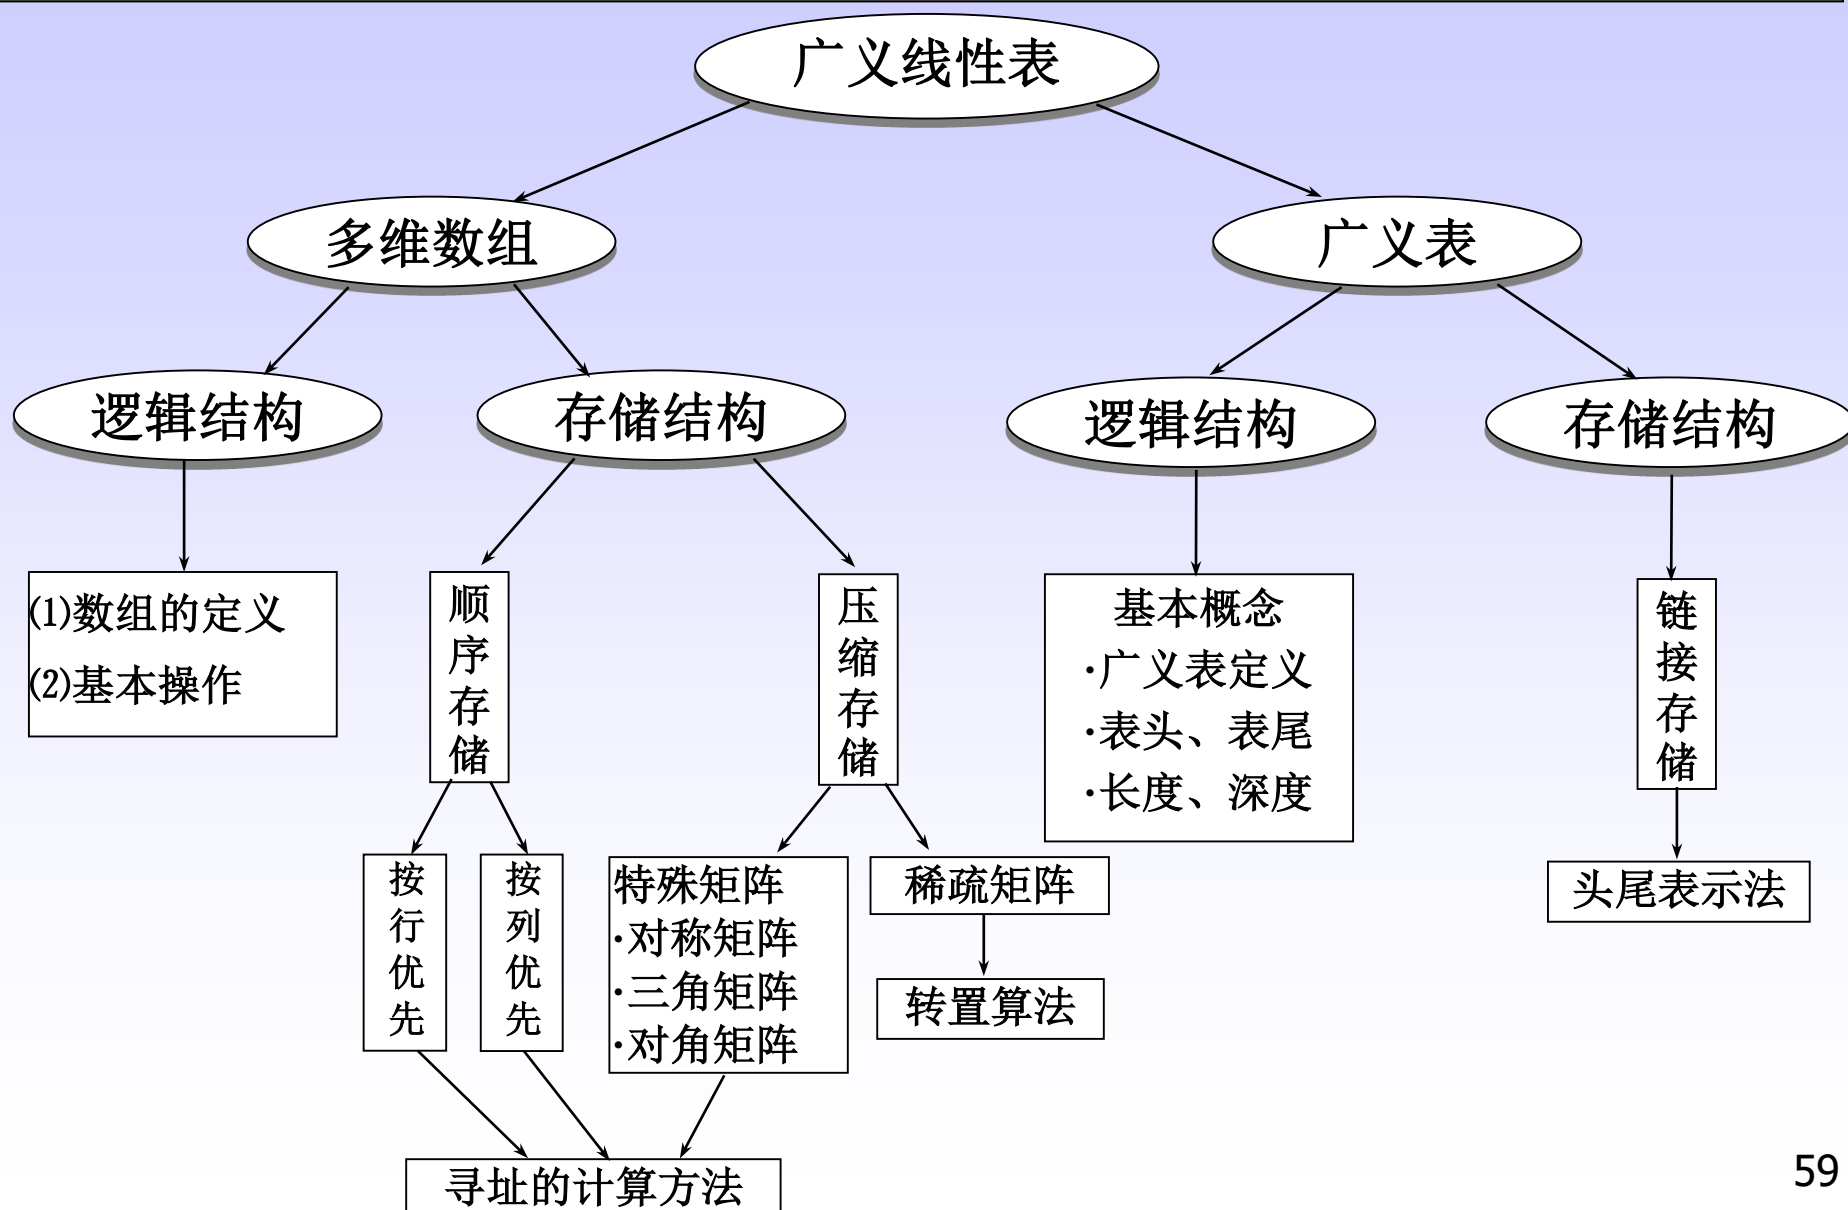 广义线性表
多维数组
广义表
逻辑结构
存储结构
逻辑结构
存储结构
⑴数组的定义
⑵基本操作
顺序存储
压缩存储
基本概念
·广义表定义
·表头、表尾
·长度、深度
链接存储
按行优先
按列优先
特殊矩阵
·对称矩阵
·三角矩阵
·对角矩阵
稀疏矩阵
转置算法
头尾表示法
寻址的计算方法
59